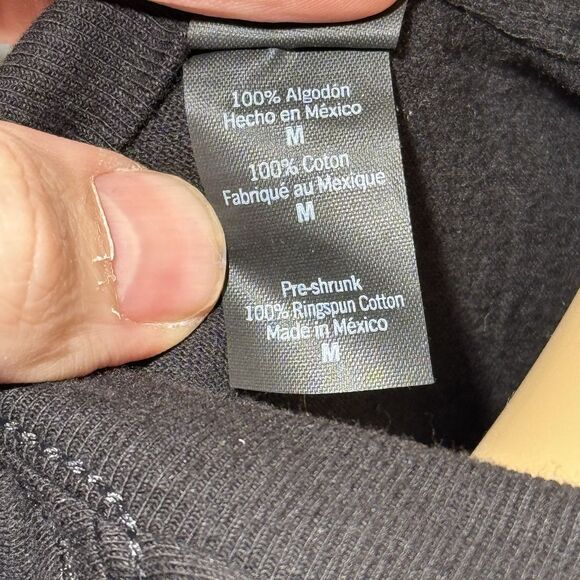 100% Algodón
Hecho en México
M
100% Coton
Fabriqué au Mexique
M
Pre-shrunk
100% Ringspun Cotton
Made in México
M